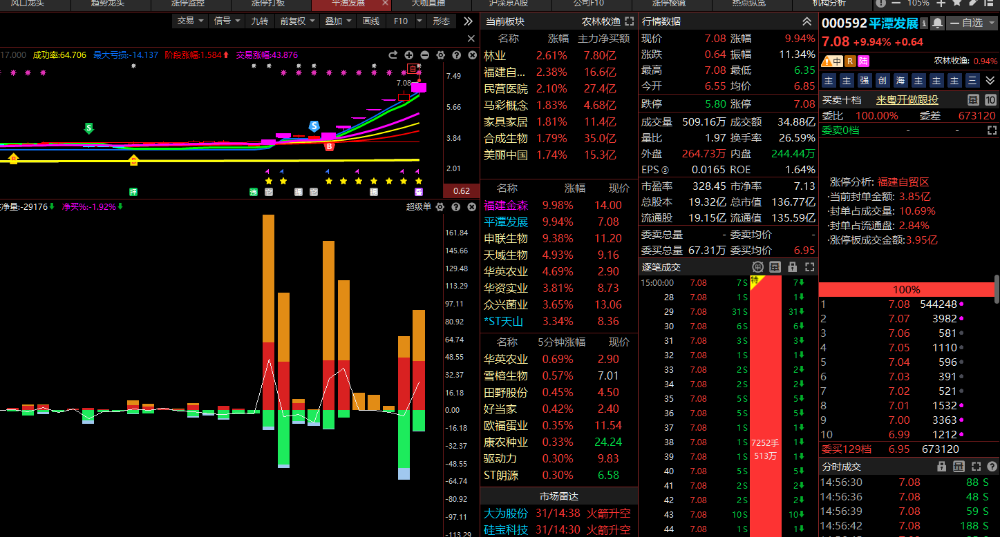 风口龙头 趋势龙头 涨停监控 涨停打板 平潭发展 大咖直播 沪深京A股 公司F10 涨停棱镜 热点纵览 机构分析 105%
交易 信号 九转 前复权 叠加 画线 F10 形态
17.000 成功率:64.706 最大亏损:-14.137 阶段涨幅:1.584 交易涨幅:43.876
自
7.08
7.49
5.66
3.84
2.01
0.62
S
S
B
押
净量:-29176 净买%:-1.92%
超级单
161.84
145.66
129.48
113.29
97.11
80.92
64.74
48.55
32.37
16.18
0.00
-16.18
-32.37
-48.55
-64.74
-80.92
-97.11
-113.29
当前板块 农林牧渔
名称 涨幅 主力净买额
林业 2.61% 7.80亿
福建自... 2.38% 16.6亿
民营医院 2.10% 27.4亿
马彩概念 1.83% 4.68亿
家具家居 1.81% 11.4亿
合成生物 1.79% 35.0亿
美丽中国 1.74% 15.3亿
名称 涨幅 现价
福建金森 9.98% 14.00
平潭发展 9.94% 7.08
申联生物 9.38% 11.20
天域生物 4.93% 9.16
华英农业 4.69% 2.90
华资实业 3.81% 8.73
众兴菌业 3.65% 13.06
*ST天山 3.34% 8.36
名称 5分钟涨幅 现价
华英农业 0.69% 2.90
雪榕生物 0.57% 7.01
田野股份 0.45% 4.50
好当家 0.42% 2.40
欧福蛋业 0.35% 11.54
康农种业 0.33% 24.24
驱动力 0.30% 9.83
ST朗源 0.30% 6.58
市场雷达
大为股份 31/14:38 火箭升空
硅宝科技 31/14:30 火箭升空
行情数据
现价 7.08 涨幅 9.94%
涨跌 0.64 振幅 11.34%
最高 7.08 最低 6.35
今开 6.55 均价 6.85
跌停 5.80 涨停 7.08
成交量 509.16万 成交额 34.88亿
量比 1.97 换手率 26.59%
外盘 264.73万 内盘 244.44万
EPS③ 0.0165 ROE 1.64%
市盈率 328.45 市净率 7.13
总股本 19.32亿 总市值 136.77亿
流通股 19.15亿 流通值 135.59亿
委卖总量 - 委卖均价 -
委买总量 67.31万 委买均价 6.95
逐笔成交 单 量
15:00:00 7.08 7S 特 7
28 7.08 1S 1
29 7.08 31S 31
30 7.08 6S 6
31 7.08 3S 3
32 7.08 1S 1
33 7.08 2S 2
34 7.08 2S 2
35 7.08 5S 5
36 7.08 5S 5
37 7.08 1S 1
38 7.08 1S 7252手 1
39 7.08 1S 513万 1
40 7.08 5S 5
41 7.08 2S 2
42 7.08 2S 2
43 7.08 10S 10
44 7.08 1S 1
000592 平潭发展 自选
7.08 +9.94% +0.64
中 R 陆 农林牧渔: 0.94%
主 主 强 创 海 主 主 主 三
买卖十档 来粤开做跟投 量 10
委比 100.00% 委差 673120
委卖0档 - -
涨停分析: 福建自贸区
·当前封单金额: 3.85亿
·封单占成交量: 10.69%
·封单占流通盘: 2.84%
·涨停板成交金额:3.95亿
100%
1 7.08 544248
2 7.07 3982
3 7.06 581
4 7.05 1110
5 7.04 596
6 7.03 391
7 7.02 521
8 7.01 1532
9 7.00 3363
10 6.99 1212
委买129档 6.95 673120
分时成交 量
14:56:30 7.08 88 S
14:56:36 7.08 48 S
14:56:39 7.08 59 S
14:56:42 7.08 188 S